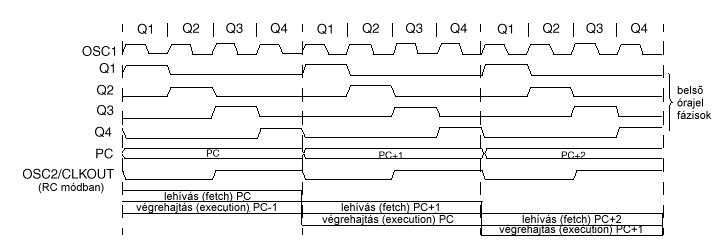 Q1 Q2 Q3 Q4 Q1 Q2 Q3 Q4 Q1 Q2 Q3 Q4
OSC1
Q1
Q2
Q3
Q4
belső
órajel
fázisok
PC PC PC+1 PC+2
OSC2/CLKOUT
(RC módban)
lehívás (fetch) PC
végrehajtás (execution) PC-1 lehívás (fetch) PC+1
végrehajtás (execution) PC lehívás (fetch) PC+2
végrehajtás (execution) PC+1